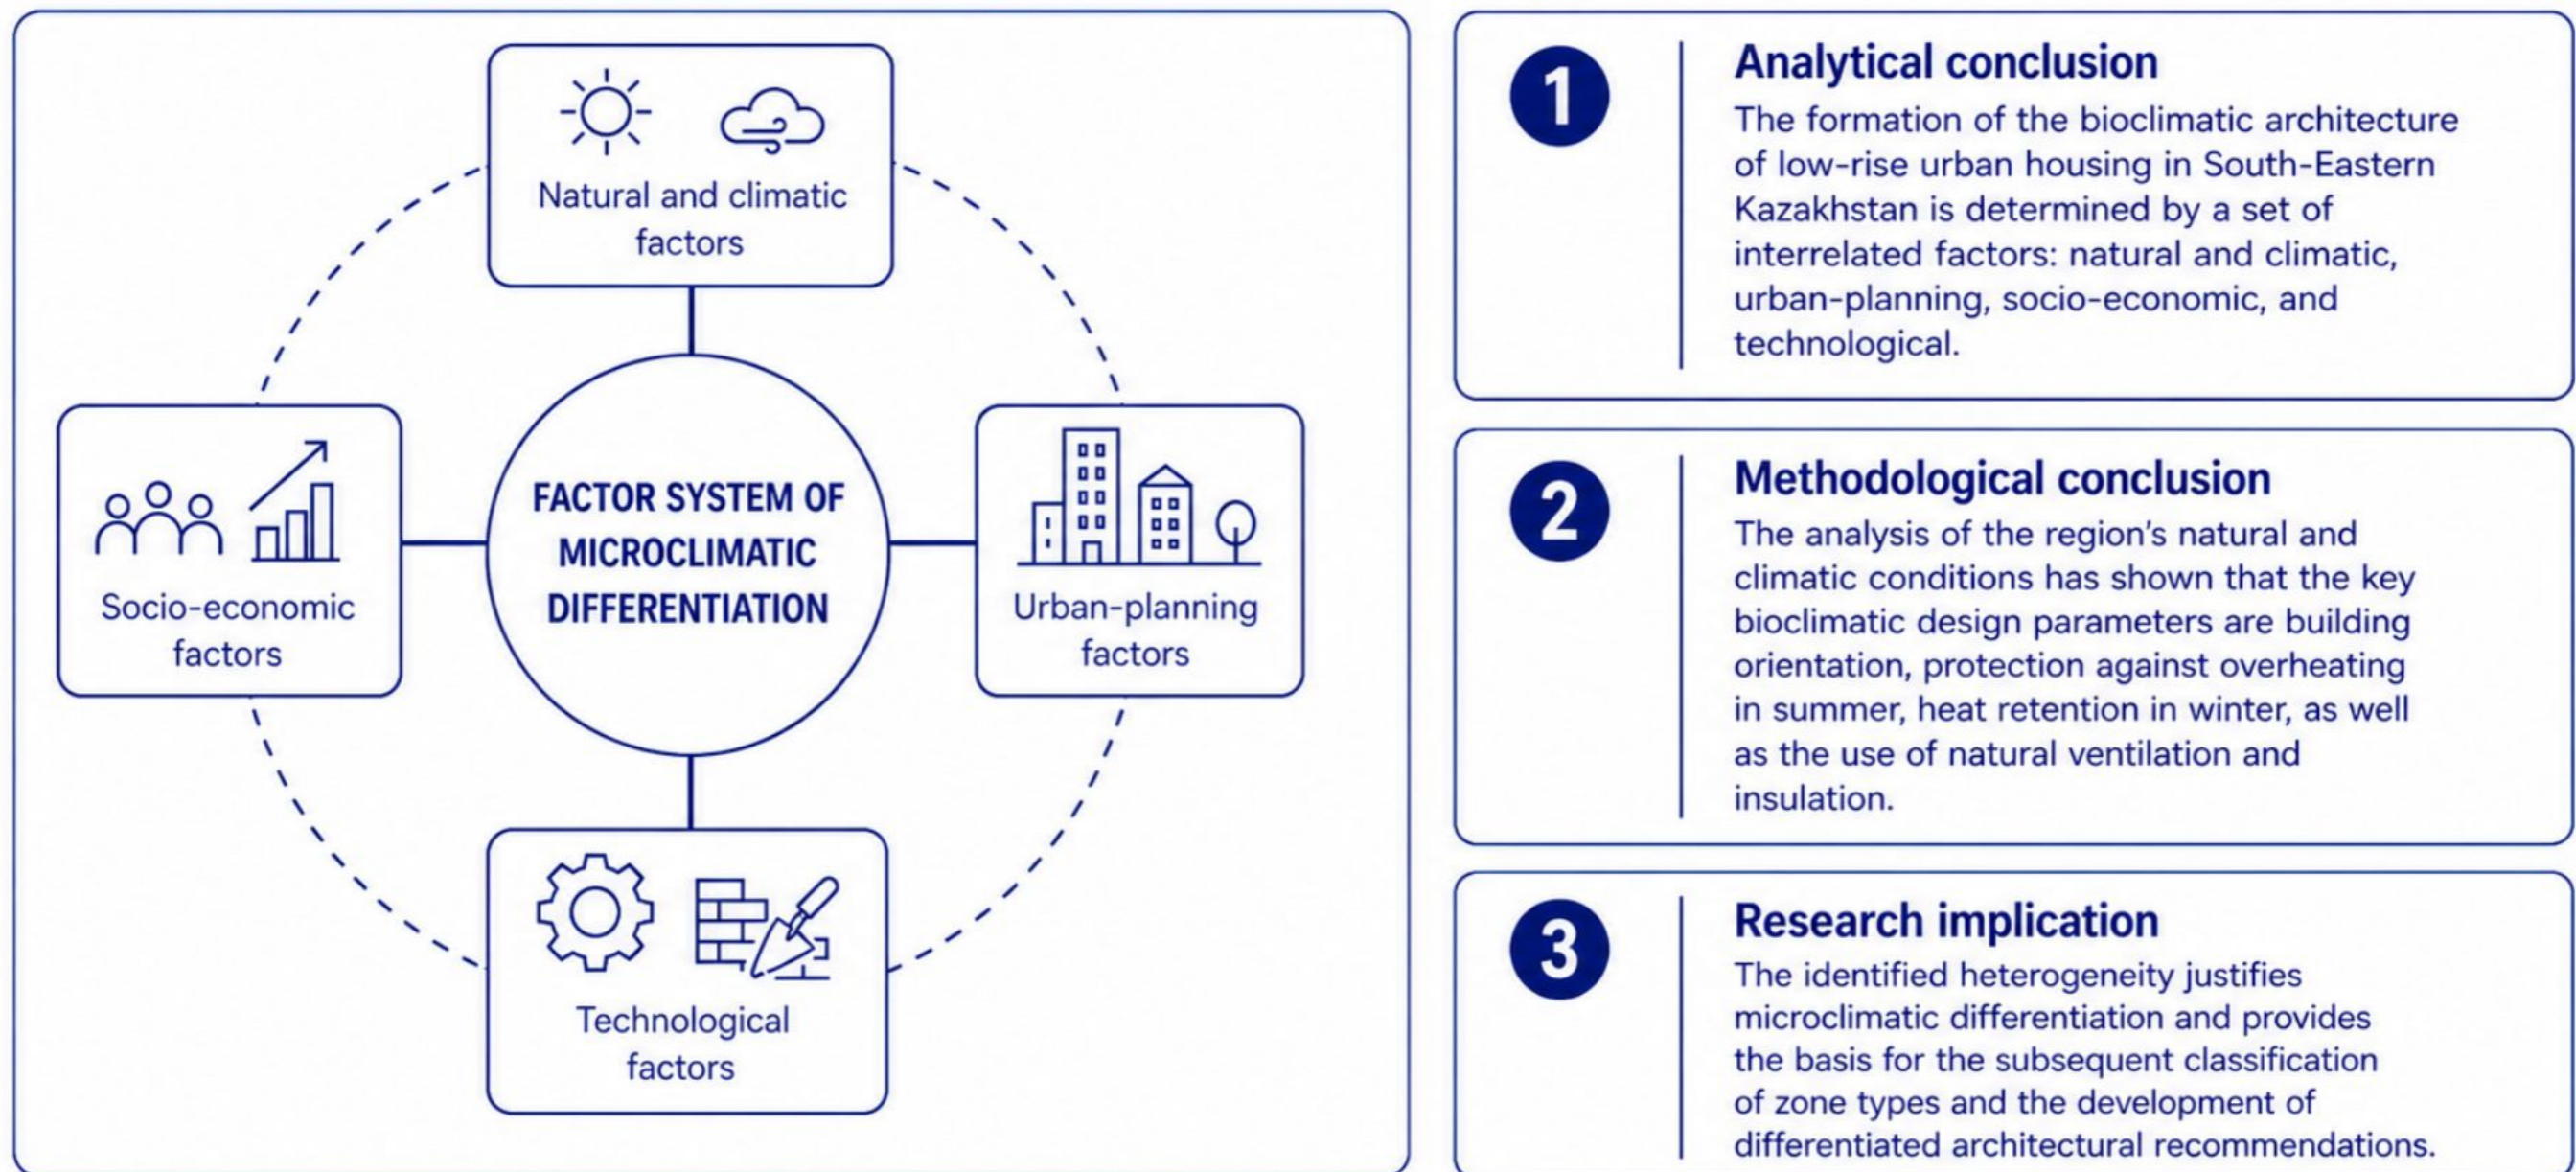 Natural and climatic
factors
Socio-economic
factors
FACTOR SYSTEM OF
MICROCLIMATIC
DIFFERENTIATION
Urban-planning
factors
Technological
factors
1
Analytical conclusion
The formation of the bioclimatic architecture
of low-rise urban housing in South-Eastern
Kazakhstan is determined by a set of
interrelated factors: natural and climatic,
urban-planning, socio-economic, and
technological.
2
Methodological conclusion
The analysis of the region's natural and
climatic conditions has shown that the key
bioclimatic design parameters are building
orientation, protection against overheating
in summer, heat retention in winter, as well
as the use of natural ventilation and
insulation.
3
Research implication
The identified heterogeneity justifies
microclimatic differentiation and provides
the basis for the subsequent classification
of zone types and the development of
differentiated architectural recommendations.